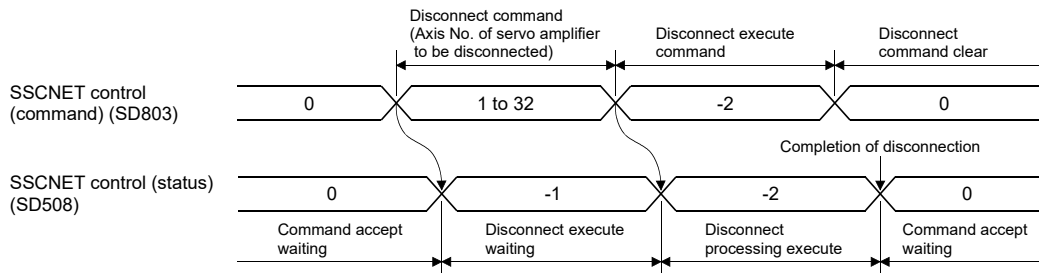 Disconnect command
(Axis No. of servo amplifier
to be disconnected)
Disconnect execute
command
Disconnect
command clear
SSCNET control
(command) (SD803)
0
1 to 32
-2
0
Completion of disconnection
SSCNET control (status)
(SD508)
0
-1
-2
0
Command accept
waiting
Disconnect execute
waiting
Disconnect
processing execute
Command accept
waiting